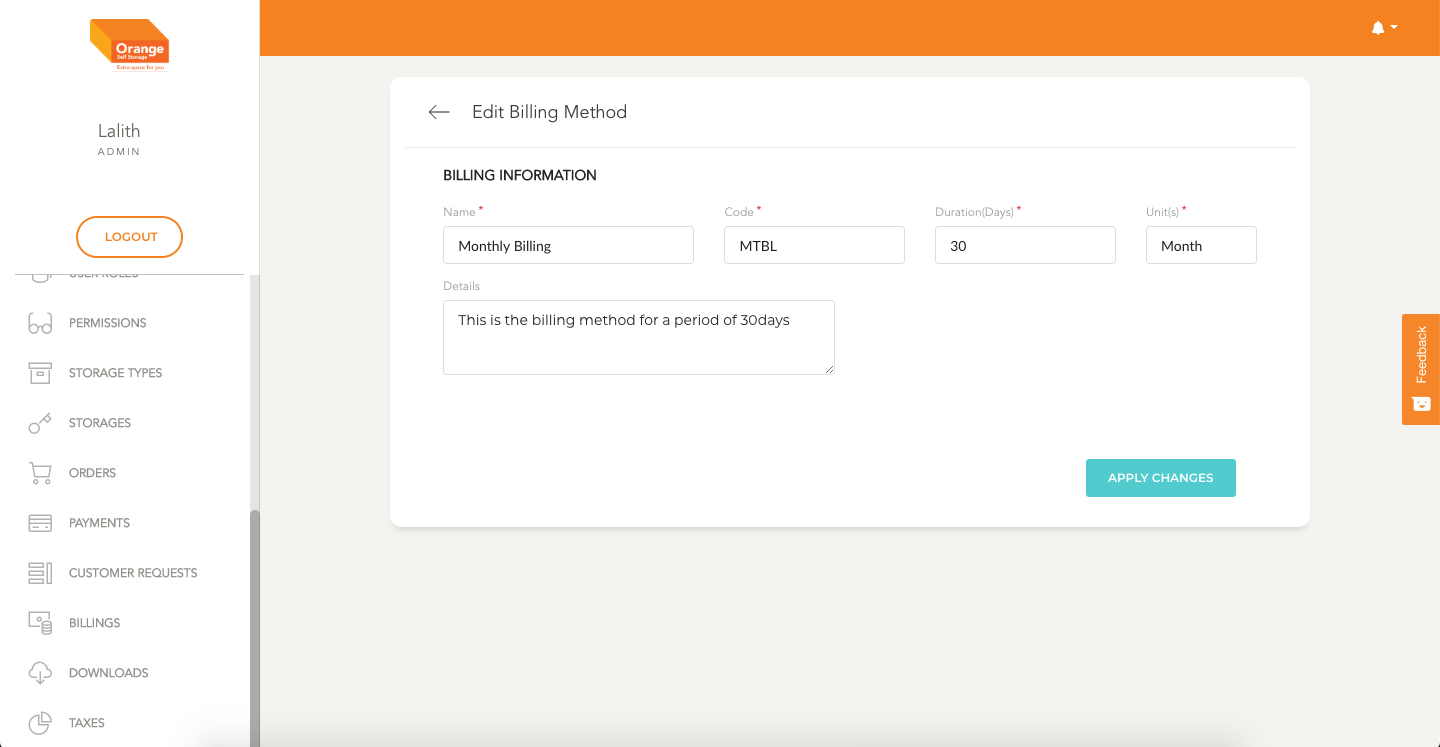 Orange
Self Storage
Extra space for you
Lalith
ADMIN
LOGOUT
USER ROLES
PERMISSIONS
STORAGE TYPES
STORAGES
ORDERS
PAYMENTS
CUSTOMER REQUESTS
BILLINGS
DOWNLOADS
TAXES
Edit Billing Method
BILLING INFORMATION
Name * Code * Duration(Days) * Unit(s) *
Monthly Billing MTBL 30 Month
Details
This is the billing method for a period of 30days
APPLY CHANGES
Feedback